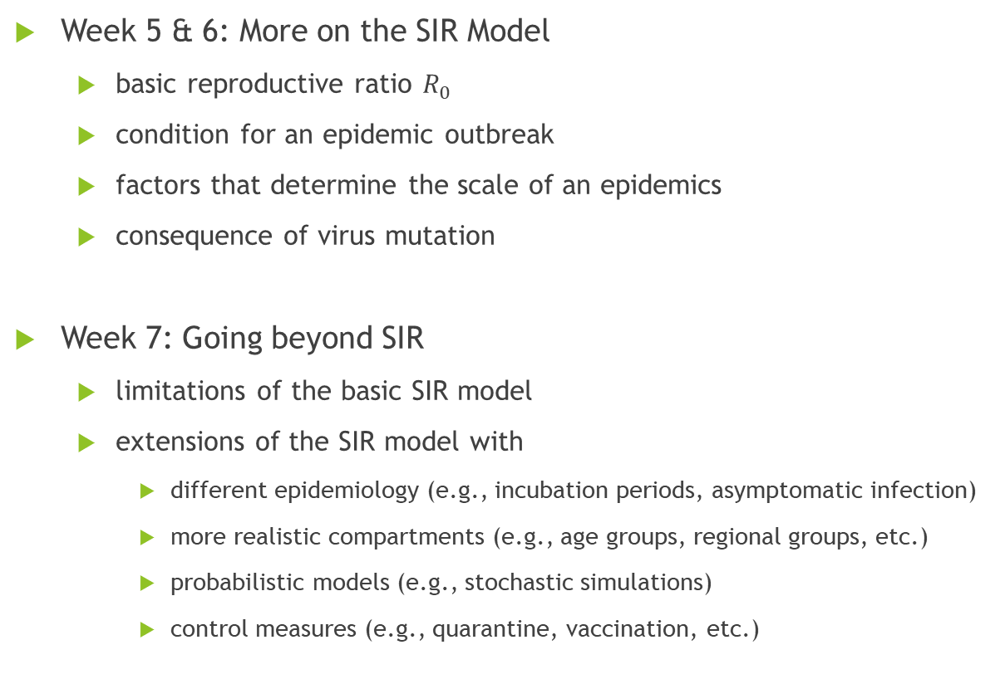 Week 5 & 6: More on the SIR Model
basic reproductive ratio R₀
condition for an epidemic outbreak
factors that determine the scale of an epidemics
consequence of virus mutation
Week 7: Going beyond SIR
limitations of the basic SIR model
extensions of the SIR model with
different epidemiology (e.g., incubation periods, asymptomatic infection)
more realistic compartments (e.g., age groups, regional groups, etc.)
probabilistic models (e.g., stochastic simulations)
control measures (e.g., quarantine, vaccination, etc.)